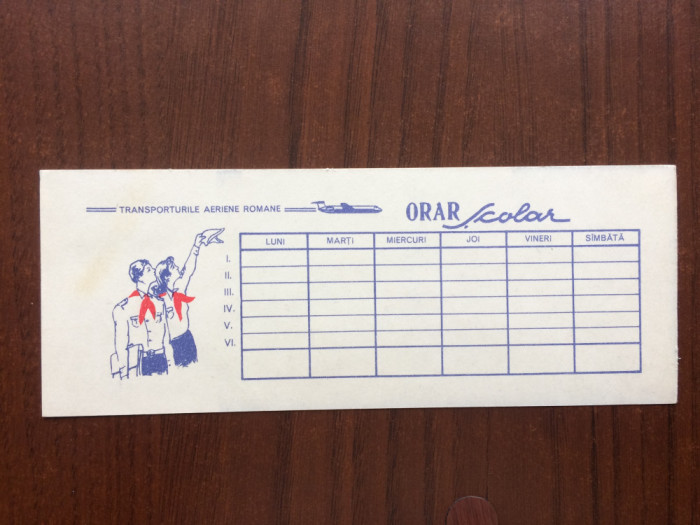 TRANSPORTURILE AERIENE ROMANE ORAR Școlar
LUNI MARȚI MIERCURI JOI VINERI SÎMBĂTĂ
I.
II.
III.
IV.
V.
VI.